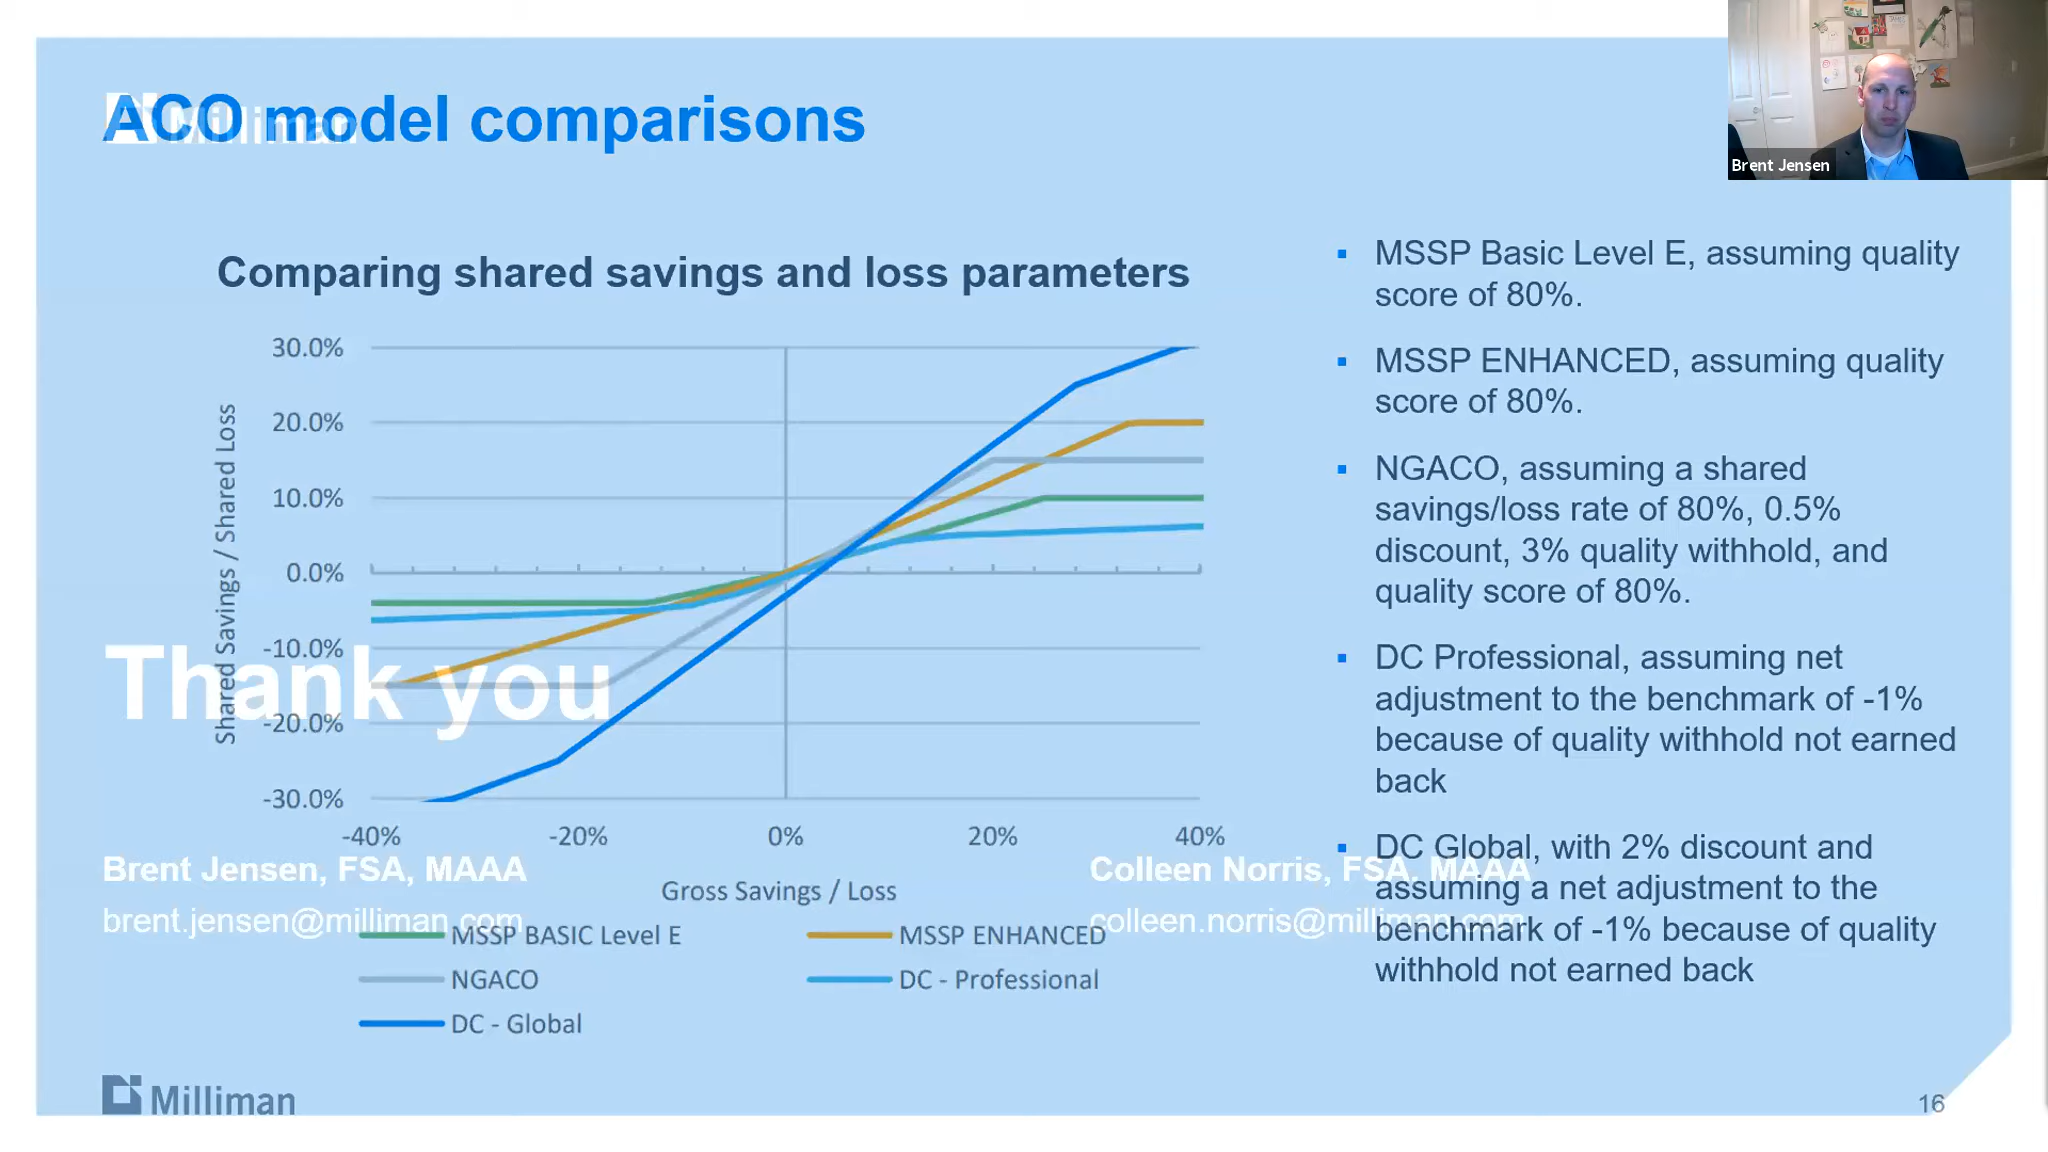 ACO model comparisons
Milliman
Brent Jensen
Comparing shared savings and loss parameters
Shared Savings / Shared Loss
30.0%
20.0%
10.0%
0.0%
-10.0%
-20.0%
-30.0%
-40%
-20%
0%
20%
40%
Gross Savings / Loss
MSSP BASIC Level E
MSSP ENHANCED
NGACO
DC - Professional
DC - Global
▪ MSSP Basic Level E, assuming quality
score of 80%.
▪ MSSP ENHANCED, assuming quality
score of 80%.
▪ NGACO, assuming a shared
savings/loss rate of 80%, 0.5%
discount, 3% quality withhold, and
quality score of 80%.
▪ DC Professional, assuming net
adjustment to the benchmark of -1%
because of quality withhold not earned
back
▪ DC Global, with 2% discount and
assuming a net adjustment to the
benchmark of -1% because of quality
withhold not earned back
Thank you
Brent Jensen, FSA, MAAA
brent.jensen@milliman.com
Colleen Norris, FSA, MAAA
colleen.norris@milliman.com
Milliman
16